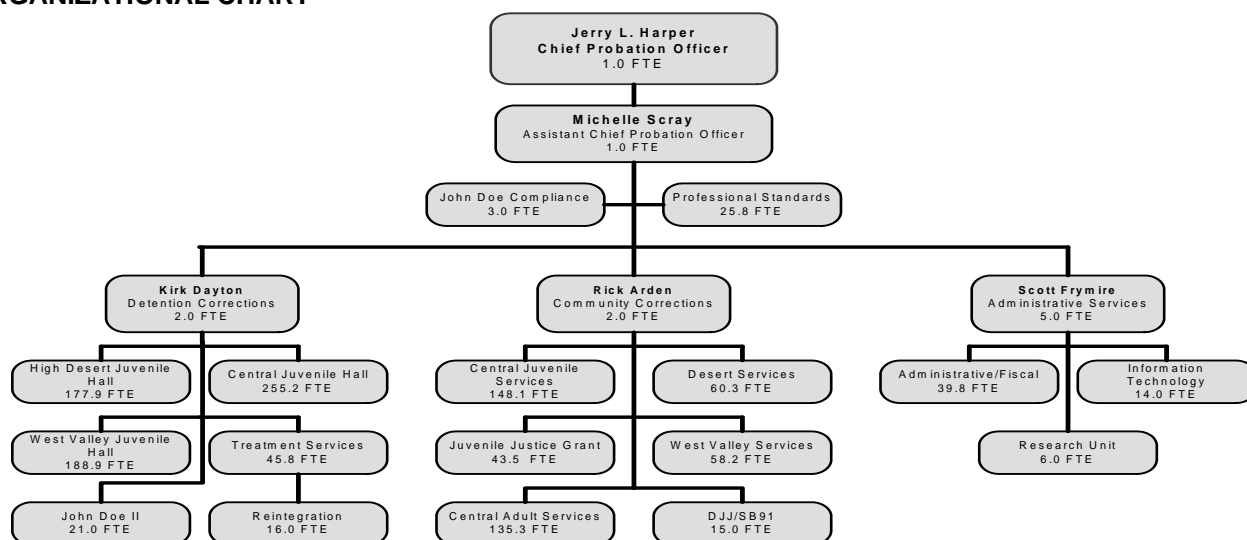 RGANIZATIONAL CHART
Jerry L. Harper
Chief Probation Officer
1.0 FTE
Michelle Scray
Assistant Chief Probation Officer
1.0 FTE
John Doe Compliance
3.0 FTE
Professional Standards
25.8 FTE
Kirk Dayton
Detention Corrections
2.0 FTE
Rick Arden
Community Corrections
2.0 FTE
Scott Frymire
Administrative Services
5.0 FTE
High Desert Juvenile
Hall
177.9 FTE
Central Juvenile Hall
255.2 FTE
Central Juvenile
Services
148.1 FTE
Desert Services
60.3 FTE
Administrative/Fiscal
39.8 FTE
Information
Technology
14.0 FTE
West Valley Juvenile
Hall
188.9 FTE
Treatment Services
45.8 FTE
Juvenile Justice Grant
43.5 FTE
West Valley Services
58.2 FTE
Research Unit
6.0 FTE
John Doe II
21.0 FTE
Reintegration
16.0 FTE
Central Adult Services
135.3 FTE
DJJ/SB91
15.0 FTE